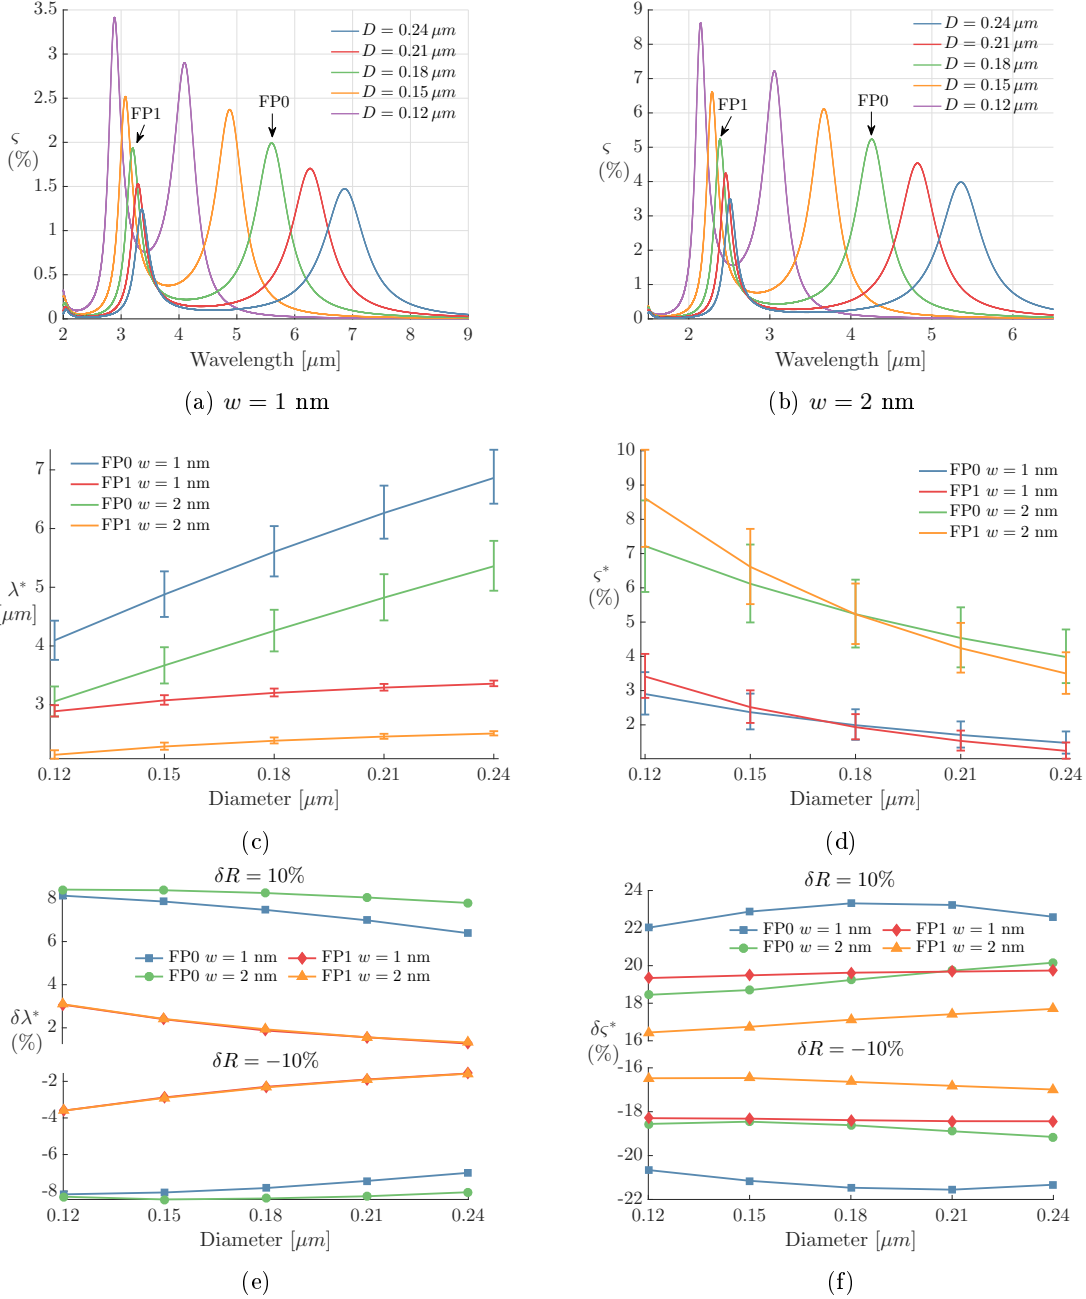 3.5
3
2.5
2
1.5
1
0.5
0
ς
(%)
FP1
FP0
D = 0.24 μm
D = 0.21 μm
D = 0.18 μm
D = 0.15 μm
D = 0.12 μm
2 3 4 5 6 7 8 9
Wavelength [μm]
(a) w = 1 nm
9
8
7
6
5
4
3
2
1
0
ς
(%)
FP1
FP0
D = 0.24 μm
D = 0.21 μm
D = 0.18 μm
D = 0.15 μm
D = 0.12 μm
2 3 4 5 6
Wavelength [μm]
(b) w = 2 nm
FP0 w = 1 nm
FP1 w = 1 nm
FP0 w = 2 nm
FP1 w = 2 nm
7
6
5
4
3
λ*
[μm]
0.12 0.15 0.18 0.21 0.24
Diameter [μm]
(c)
10
9
8
7
6
5
4
3
2
ς*
(%)
FP0 w = 1 nm
FP1 w = 1 nm
FP0 w = 2 nm
FP1 w = 2 nm
0.12 0.15 0.18 0.21 0.24
Diameter [μm]
(d)
δR = 10%
8
6
4
2
FP0 w = 1 nm FP1 w = 1 nm
FP0 w = 2 nm FP1 w = 2 nm
δλ*
(%)
δR = −10%
-2
-4
-6
-8
0.12 0.15 0.18 0.21 0.24
Diameter [μm]
(e)
δR = 10%
24
22
20
18
16
FP0 w = 1 nm FP1 w = 1 nm
FP0 w = 2 nm FP1 w = 2 nm
δς*
(%)
δR = −10%
-16
-18
-20
-22
0.12 0.15 0.18 0.21 0.24
Diameter [μm]
(f)